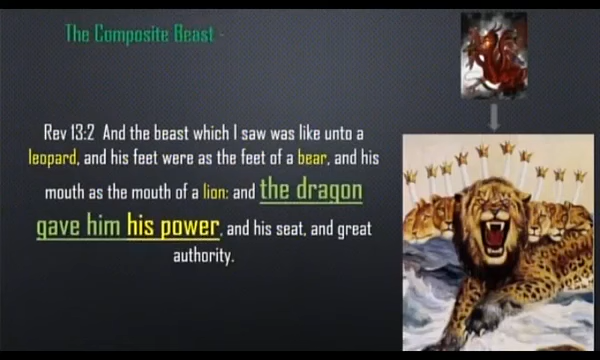 The Composite Beast -
Rev 13:2 And the beast which I saw was like unto a
leopard, and his feet were as the feet of a bear, and his
mouth as the mouth of a lion: and the dragon
gave him his power, and his seat, and great
authority.